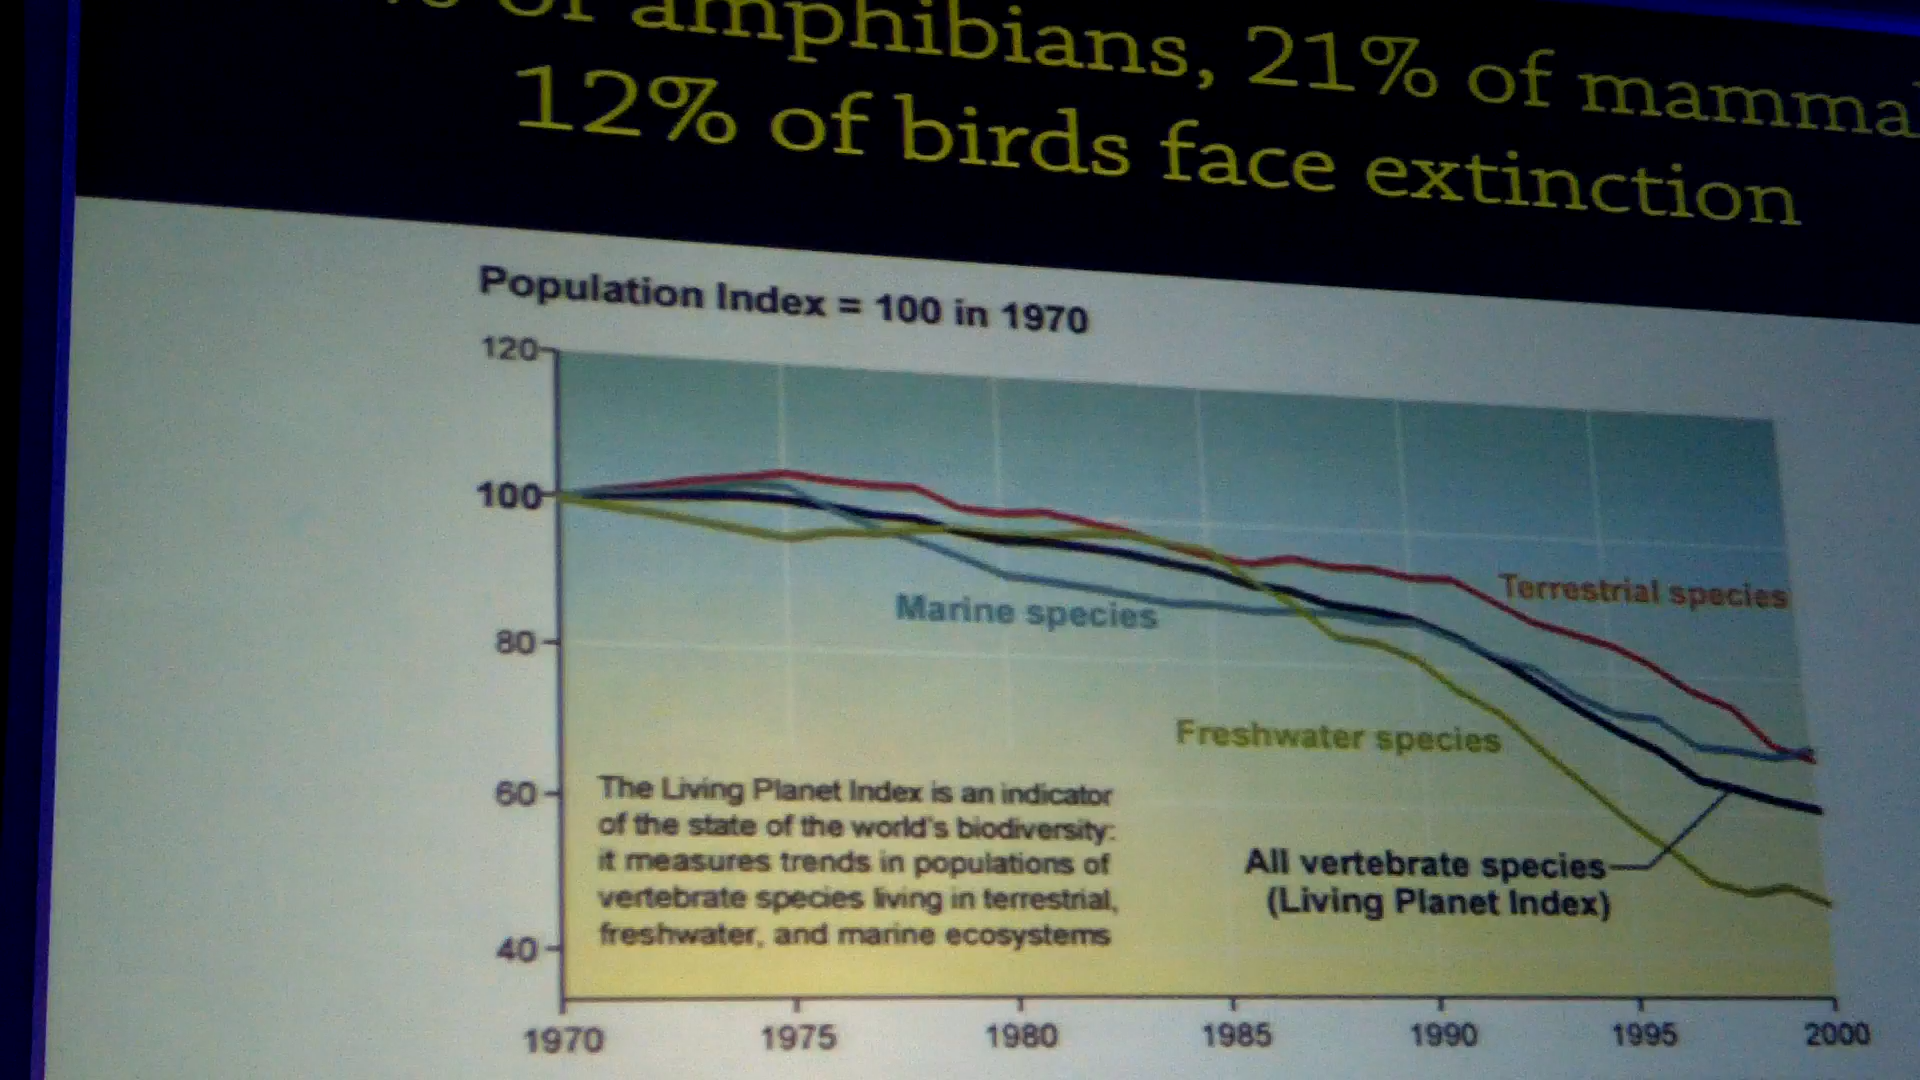 % of amphibians, 21% of
12% of birds face extinction
Population Index = 100 in 1970
120
100
80
60
40
Terrestrial species
Marine species
Freshwater species
The Living Planet Index is an indicator
of the state of the world's biodiversity:
it measures trends in populations of
vertebrate species living in terrestrial,
freshwater, and marine ecosystems
All vertebrate species
(Living Planet Index)
1970 1975 1980 1985 1990 1995 2000